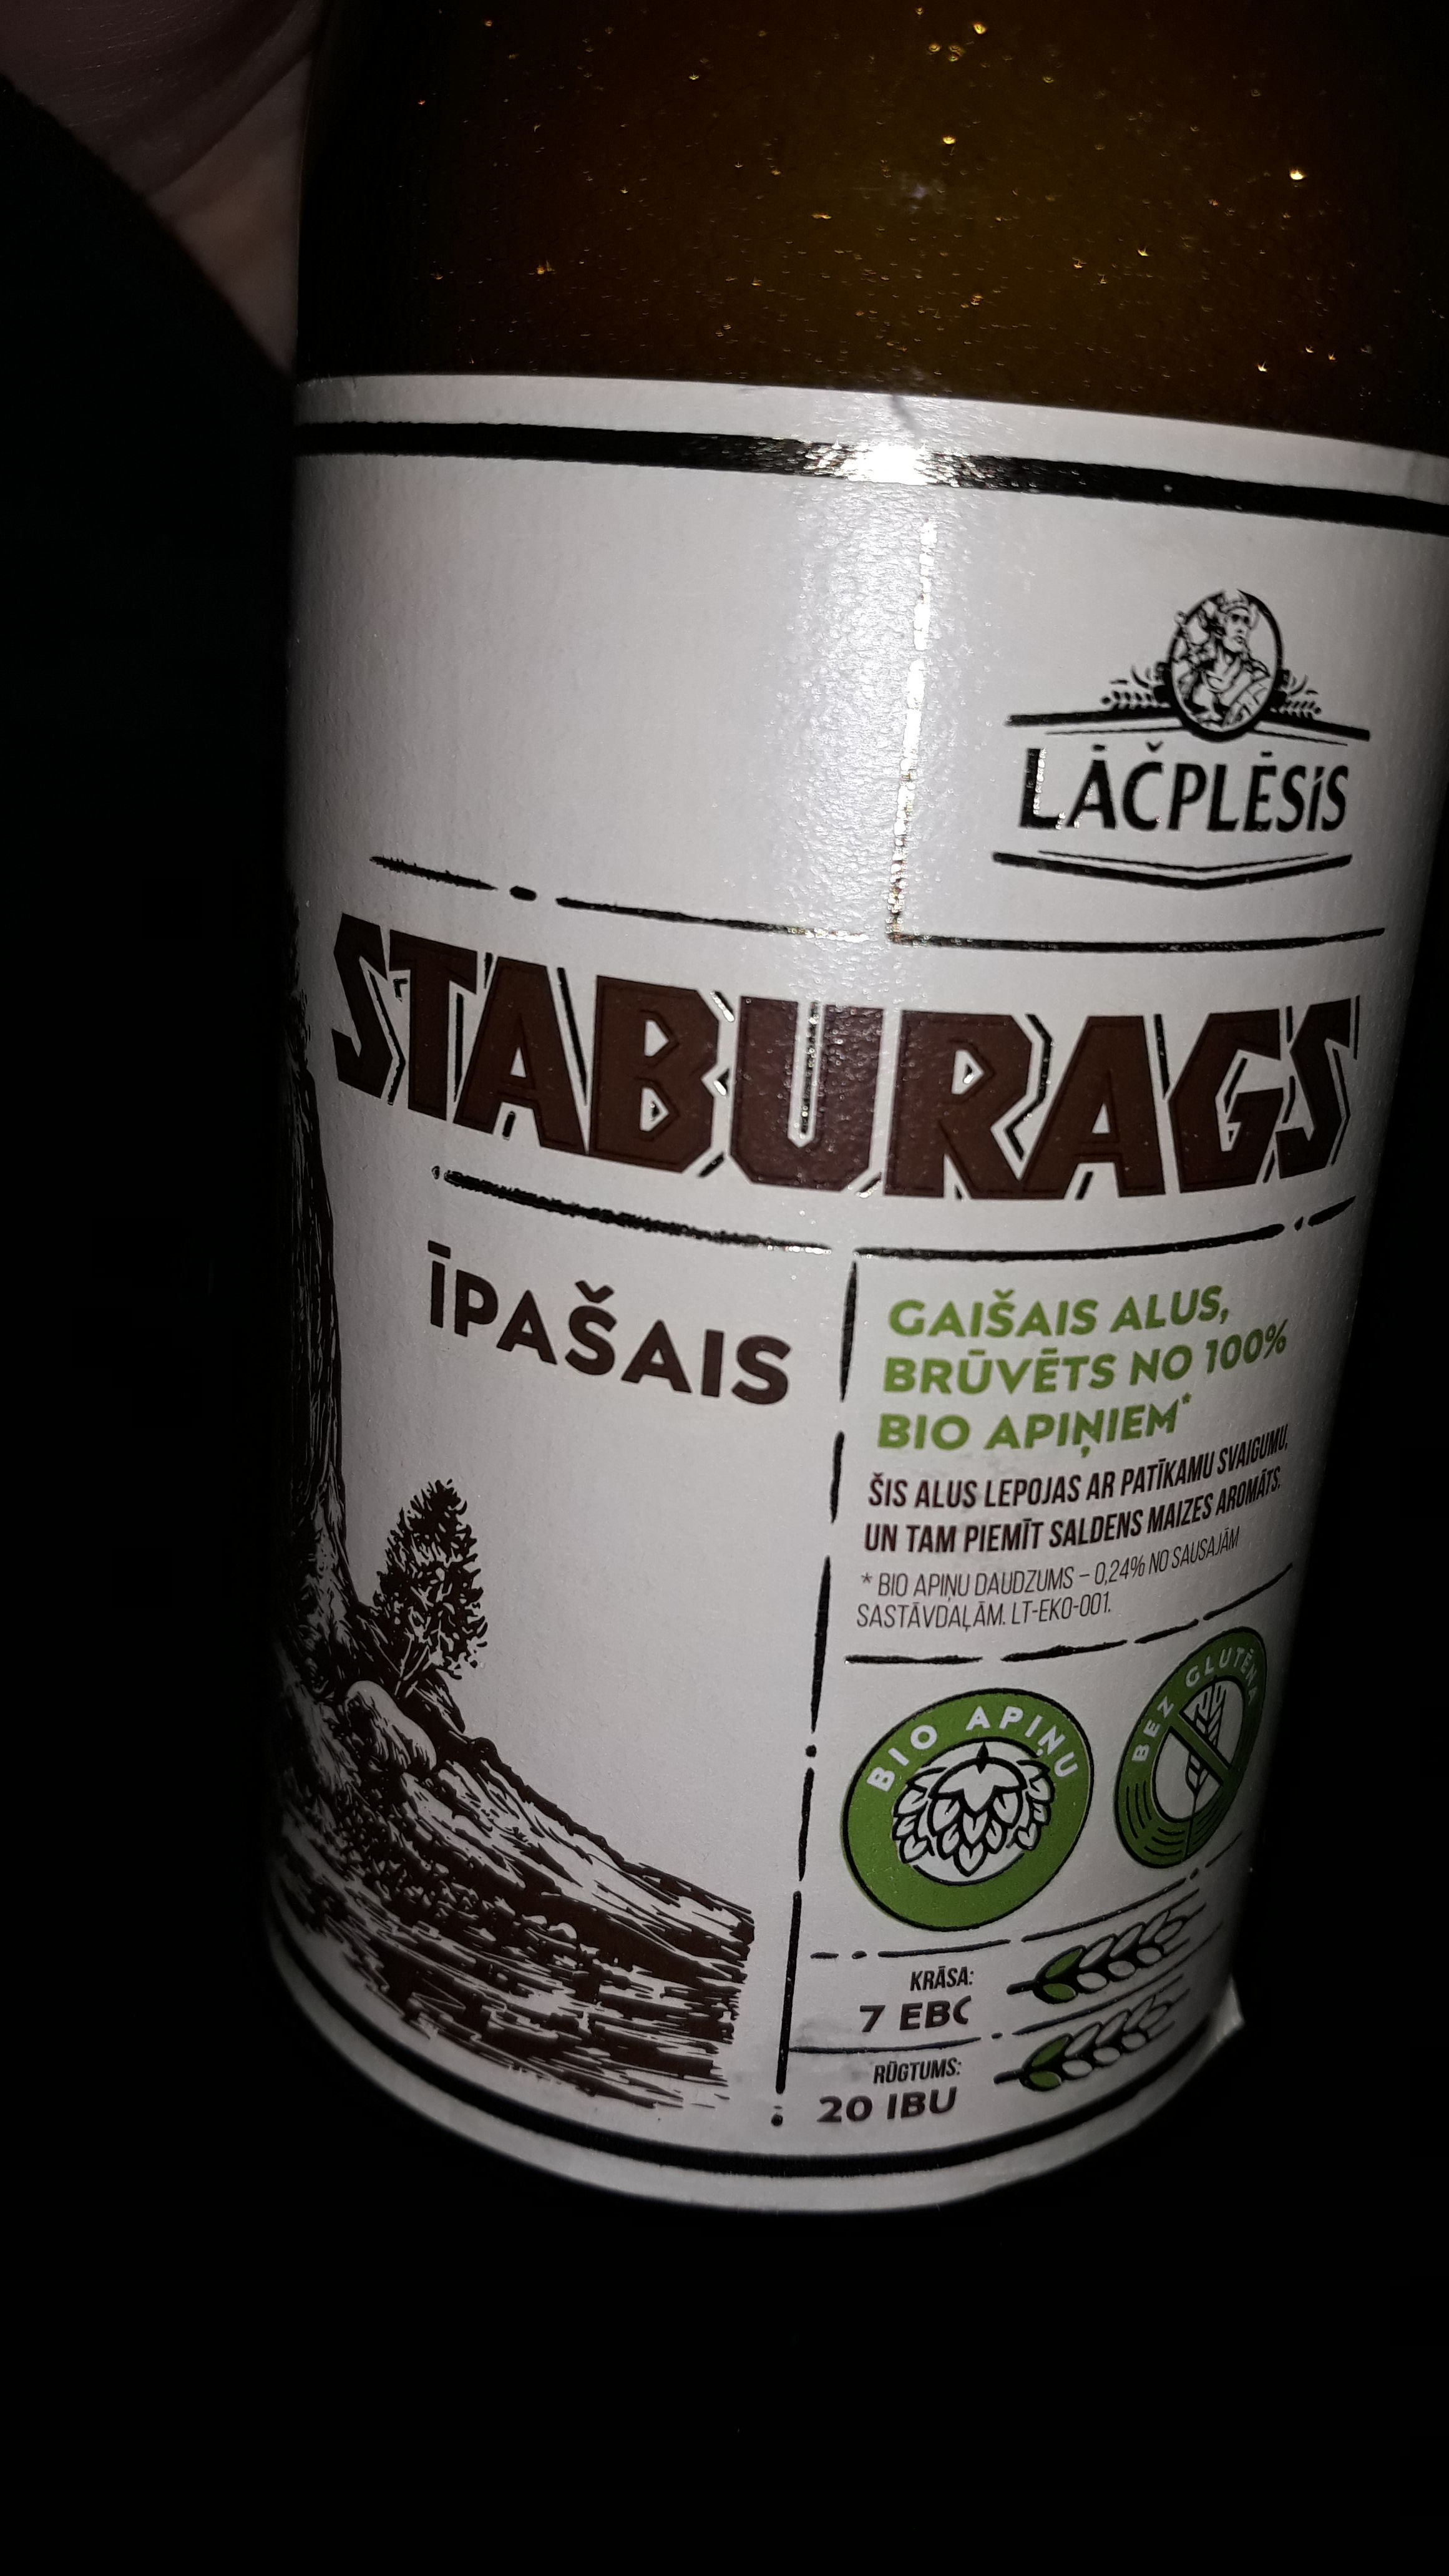 LĀČPLĒSIS
STABURAGS
ĪPAŠAIS
GAIŠAIS ALUS,
BRŪVĒTS NO 100%
BIO APIŅIEM*
ŠIS ALUS LEPOJAS AR PATĪKAMU SVAIGUMU,
UN TAM PIEMĪT SALDENS MAIZES AROMĀTS.
* BIO APIŅU DAUDZUMS – 0,24% NO SAUSAJĀM
SASTĀVDAĻĀM. LT-EKO-001.
BIO APIŅU
BEZ GLUTĒNA
KRĀSA:
7 EBC
RŪGTUMS:
20 IBU